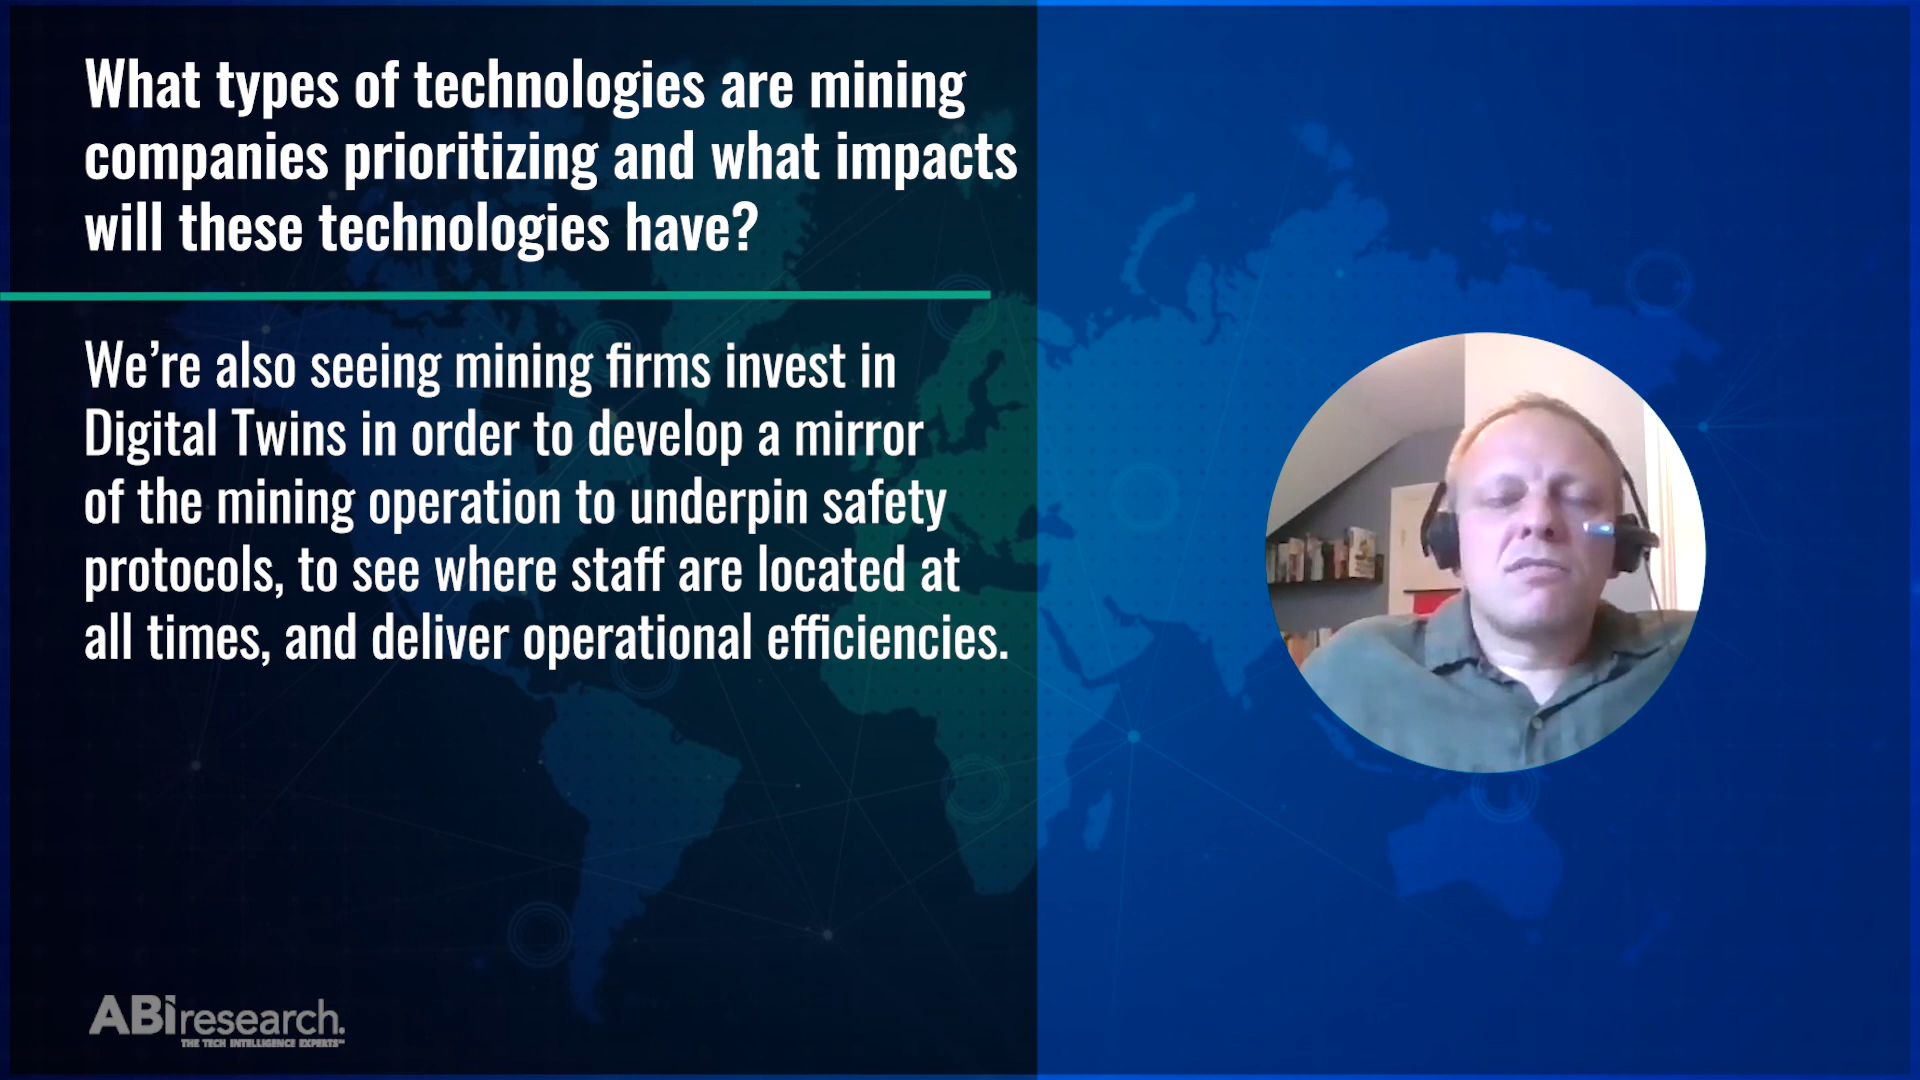 What types of technologies are mining
companies prioritizing and what impacts
will these technologies have?
We’re also seeing mining firms invest in
Digital Twins in order to develop a mirror
of the mining operation to underpin safety
protocols, to see where staff are located at
all times, and deliver operational efficiencies.
ABiresearch.
THE TECH INTELLIGENCE EXPERTS℠